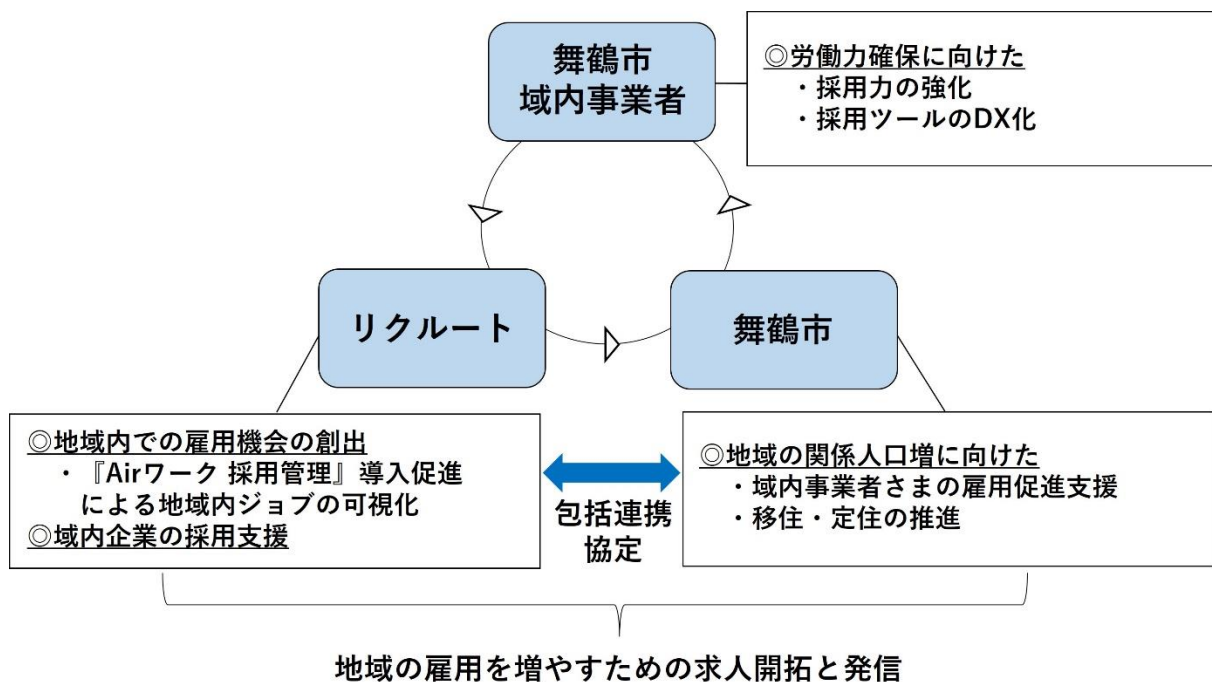 舞鶴市
域内事業者
◎労働力確保に向けた
・採用力の強化
・採用ツールのDX化
リクルート
舞鶴市
◎地域内での雇用機会の創出
・『Airワーク 採用管理』導入促進
による地域内ジョブの可視化
◎域内企業の採用支援
包括連携
協定
◎地域の関係人口増に向けた
・域内事業者さまの雇用促進支援
・移住・定住の推進
地域の雇用を増やすための求人開拓と発信